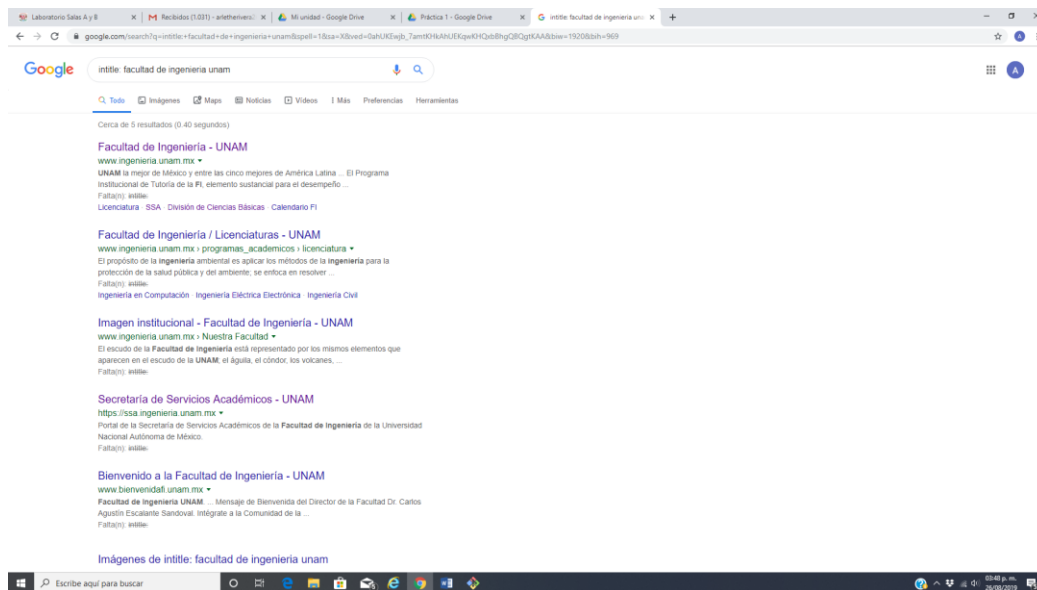 Laboratorio Salas A y B
Recibidos (1.031) - arletherivera
Mi unidad - Google Drive
Práctica 1 - Google Drive
intitle: facultad de ingenieria una
google.com/search?q=intitle:+facultad+de+ingenieria+unam&spell=1&sa=X&ved=
Google
intitle: facultad de ingenieria unam
A
Todo Imágenes Maps Noticias Vídeos Más Preferencias Herramientas
Cerca de 5 resultados (0.40 segundos)
Facultad de Ingeniería - UNAM
www.ingenieria.unam.mx
UNAM la mejor de México y entre las cinco mejores de América Latina ... El Programa
Institucional de Tutoría de la FI, elemento sustancial para el desempeño ...
Falta(n): intitle:
Licenciatura · SSA · División de Ciencias Básicas · Calendario FI
Facultad de Ingeniería / Licenciaturas - UNAM
www.ingenieria.unam.mx › programas_academicos › licenciatura
El propósito de la ingeniería ambiental es aplicar los métodos de la ingeniería para la
protección de la salud pública y del ambiente; se enfoca en resolver ...
Falta(n): intitle:
Ingeniería en Computación · Ingeniería Eléctrica Electrónica · Ingeniería Civil
Imagen institucional - Facultad de Ingeniería - UNAM
www.ingenieria.unam.mx › Nuestra Facultad
El escudo de la Facultad de Ingeniería está representado por los mismos elementos que
aparecen en el escudo de la UNAM; el águila, el cóndor, los volcanes, ...
Falta(n): intitle:
Secretaría de Servicios Académicos - UNAM
https://ssa.ingenieria.unam.mx
Portal de la Secretaría de Servicios Académicos de la Facultad de Ingeniería de la Universidad
Nacional Autónoma de México.
Falta(n): intitle:
Bienvenido a la Facultad de Ingeniería - UNAM
www.bienvenidafi.unam.mx
Facultad de Ingeniería UNAM. ... Mensaje de Bienvenida del Director de la Facultad Dr. Carlos
Agustín Escalante Sandoval. Intégrate a la Comunidad de la ...
Falta(n): intitle:
Imágenes de intitle: facultad de ingenieria unam
Escribe aquí para buscar
03:48 p. m.
26/08/2019